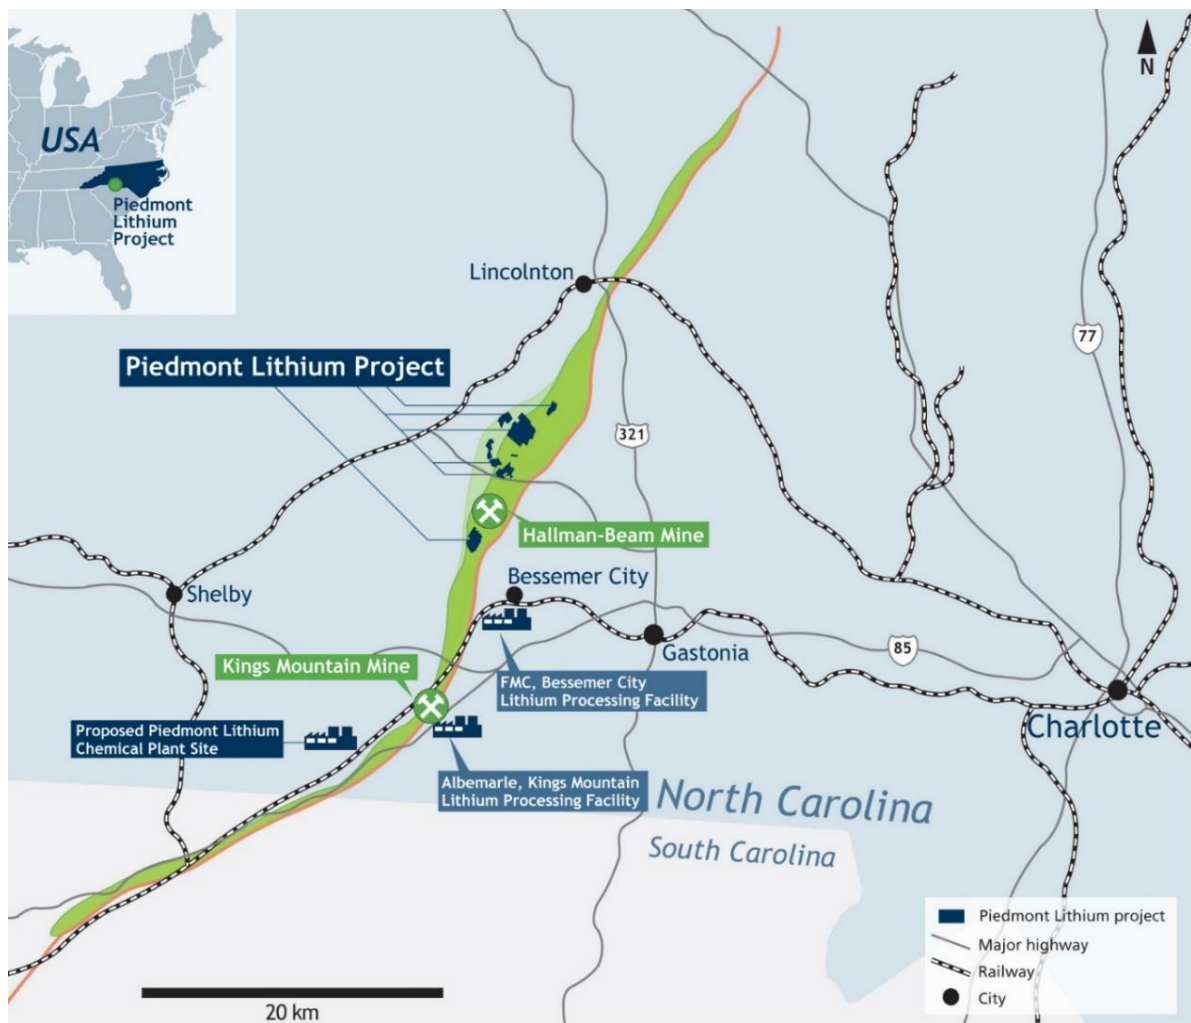 USA
Piedmont
Lithium
Project
N
Lincolnton
77
Piedmont Lithium Project
321
Hallman-Beam Mine
Bessemer City
Shelby
Gastonia
85
Kings Mountain Mine
FMC, Bessemer City
Lithium Processing Facility
Charlotte
Proposed Piedmont Lithium
Chemical Plant Site
Albemarle, Kings Mountain
Lithium Processing Facility
North Carolina
South Carolina
Piedmont Lithium project
Major highway
Railway
City
20 km